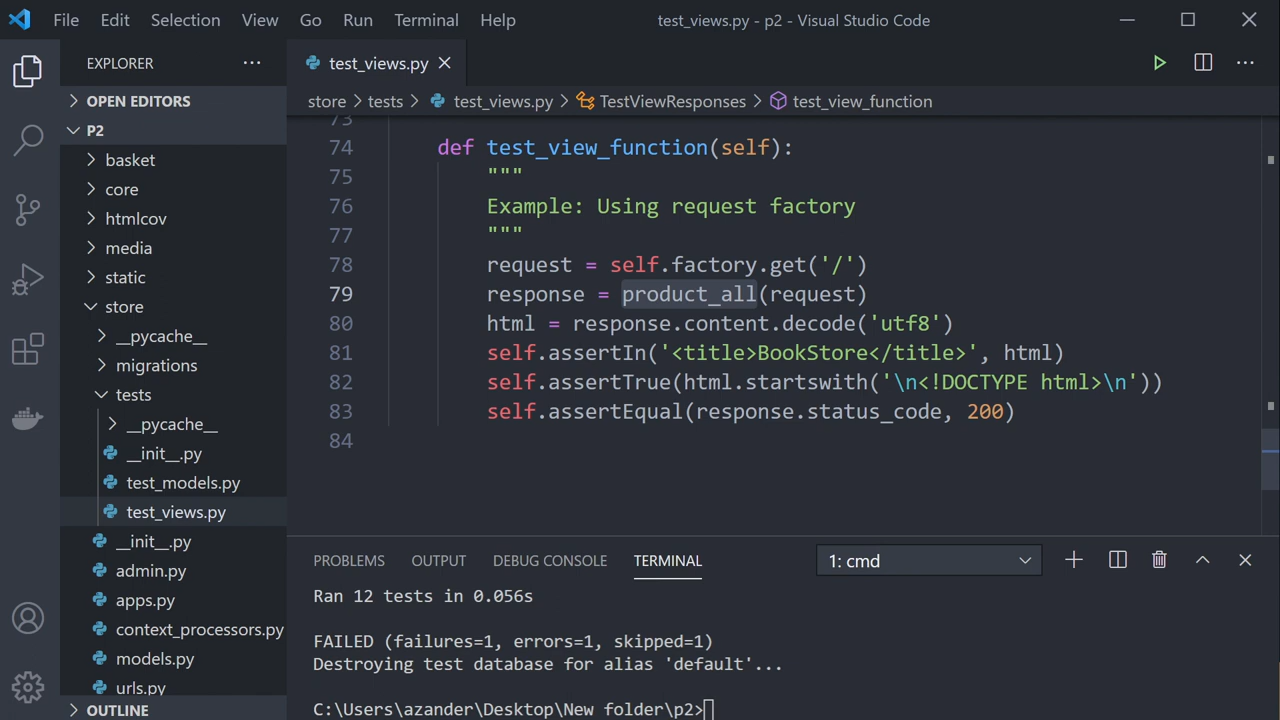 File Edit Selection View Go Run Terminal Help test_views.py - p2 - Visual Studio Code
EXPLORER
OPEN EDITORS
P2
basket
core
htmlcov
media
static
store
__pycache__
migrations
tests
__pycache__
__init__.py
test_models.py
test_views.py
__init__.py
admin.py
apps.py
context_processors.py
models.py
urls.py
OUTLINE
test_views.py
store > tests > test_views.py > TestViewResponses > test_view_function
73
74 def test_view_function(self):
75 """
76 Example: Using request factory
77 """
78 request = self.factory.get('/')
79 response = product_all(request)
80 html = response.content.decode('utf8')
81 self.assertIn('<title>BookStore</title>', html)
82 self.assertTrue(html.startswith('\n<!DOCTYPE html>\n'))
83 self.assertEqual(response.status_code, 200)
84
PROBLEMS OUTPUT DEBUG CONSOLE TERMINAL 1: cmd
Ran 12 tests in 0.056s
FAILED (failures=1, errors=1, skipped=1)
Destroying test database for alias 'default'...
C:\Users\azander\Desktop\New folder\p2>